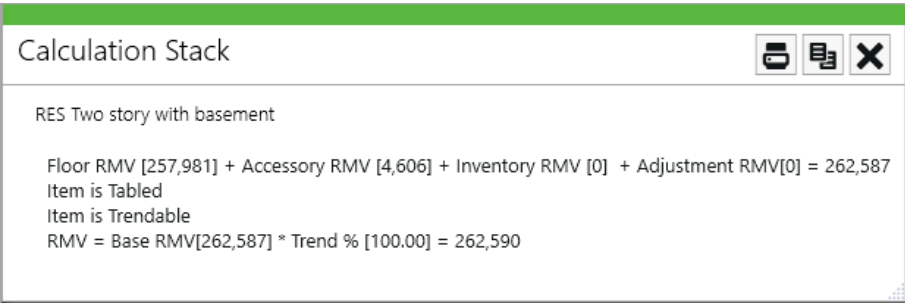 Calculation Stack
RES Two story with basement
Floor RMV [257,981] + Accessory RMV [4,606] + Inventory RMV [0]  + Adjustment RMV[0] = 262,587
Item is Tabled
Item is Trendable
RMV = Base RMV[262,587] * Trend % [100.00] = 262,590